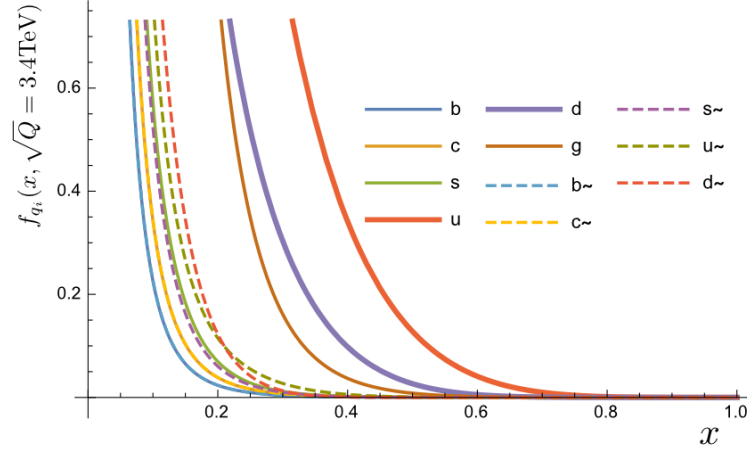 f_{q_i}(x, √Q = 3.4TeV)
0.6
0.4
0.2
b d s~
c g u~
s b~ d~
u c~
0.2 0.4 0.6 0.8 1.0
x